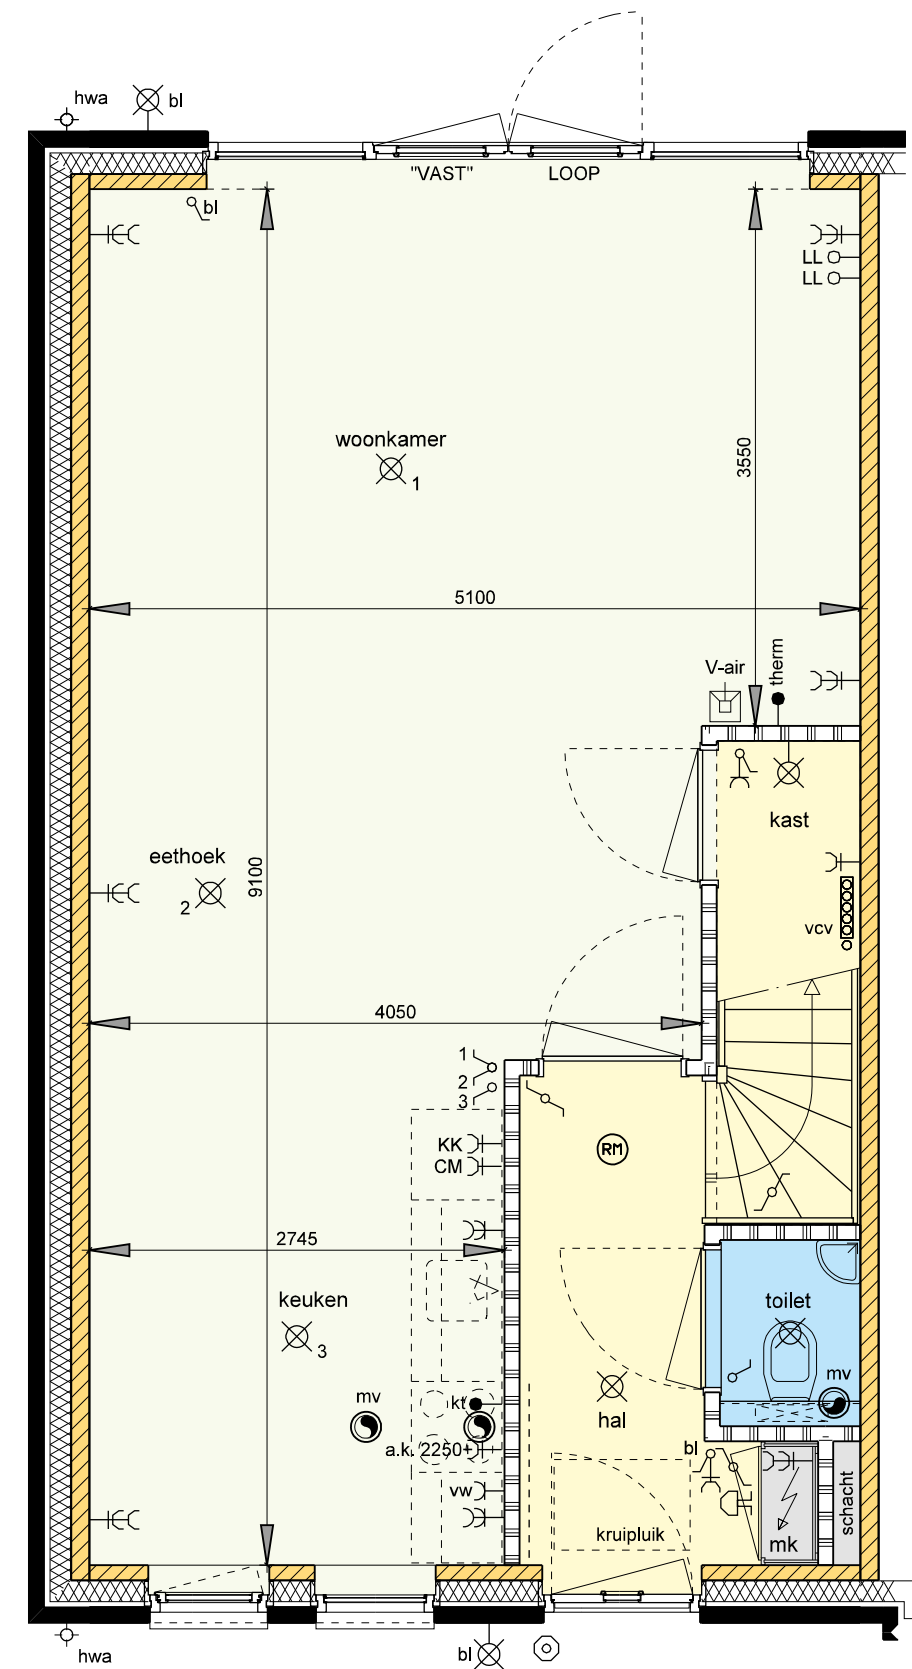 hwa
bl
"VAST" LOOP
bl
LL
LL
woonkamer
1
3550
5100
V-air
therm
kast
eethoek
2
9100
vcv
4050
1
2
3
KK
CM
RM
2745
keuken
3
toilet
mv
mv
kt
hal
a.k. 2250+
bl
vw
kruipluik
mk
schacht
hwa
bl